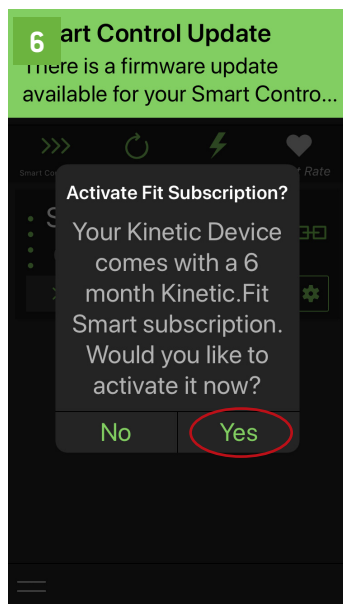 6
art Control Update
There is a firmware update
available for your Smart Contro...
Rate
Activate Fit Subscription?
Your Kinetic Device
comes with a 6
month Kinetic.Fit
Smart subscription.
Would you like to
activate it now?
No
Yes